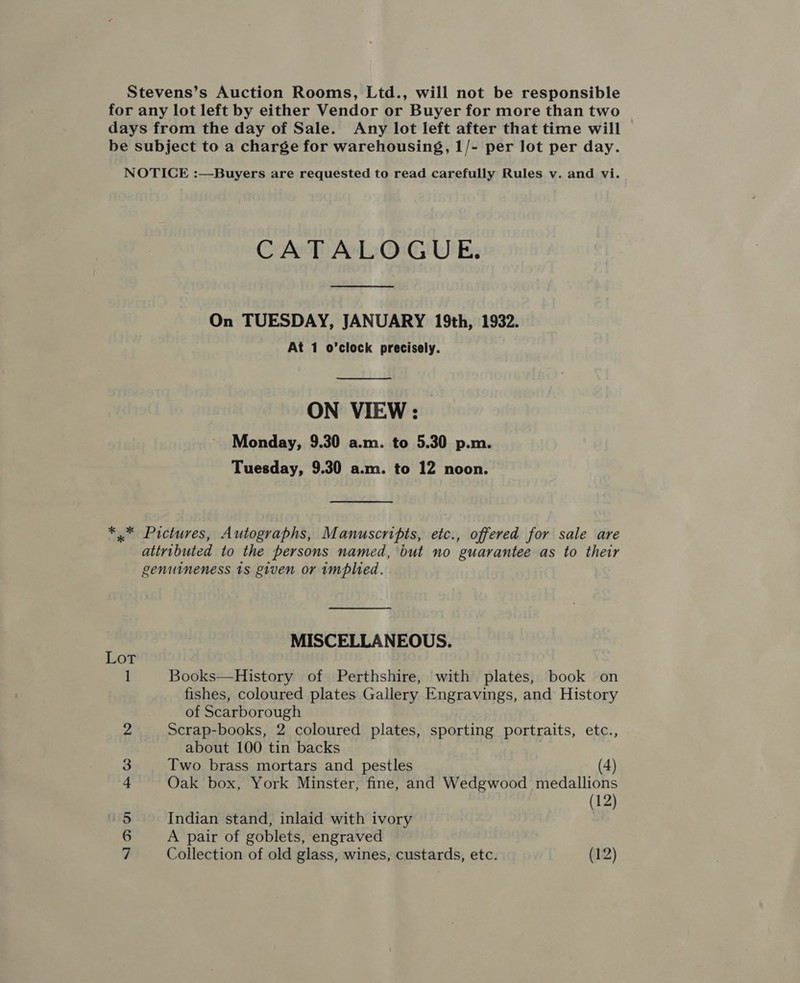 Stevens's Auction Rooms, Ltd., will not be responsible
for any lot left by either Vendor or Buyer for more than two
days from the day of Sale. Any lot left after that time will
be subject to a charge for warehousing, 1/- per lot per day.
NOTICE :—Buyers are requested to read carefully Rules v. and vi.
CATALOGUE.
On TUESDAY, JANUARY 19th, 1932.
At 1 o'clock precisely.
ON VIEW :
Monday, 9.30 a.m. to 5.30 p.m.
Tuesday, 9.30 a.m. to 12 noon.
*** Pictures, Autographs, Manuscripts, etc., offered for sale are
attributed to the persons named, but no guarantee as to their
genuineness is given or implied.
MISCELLANEOUS.
LOT
1 Books—History of Perthshire, with plates, book on
fishes, coloured plates Gallery Engravings, and History
of Scarborough
2 Scrap-books, 2 coloured plates, sporting portraits, etc.,
about 100 tin backs
3 Two brass mortars and pestles (4)
4 Oak box, York Minster, fine, and Wedgwood medallions
(12)
5 Indian stand, inlaid with ivory
6 A pair of goblets, engraved
7 Collection of old glass, wines, custards, etc. (12)